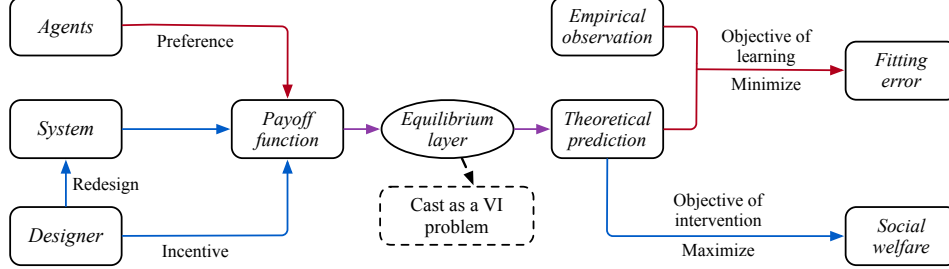 Agents
Preference
System
Redesign
Designer
Incentive
Payoff
function
Equilibrium
layer
Cast as a VI
problem
Empirical
observation
Theoretical
prediction
Objective of
learning
Minimize
Fitting
error
Objective of
intervention
Maximize
Social
welfare